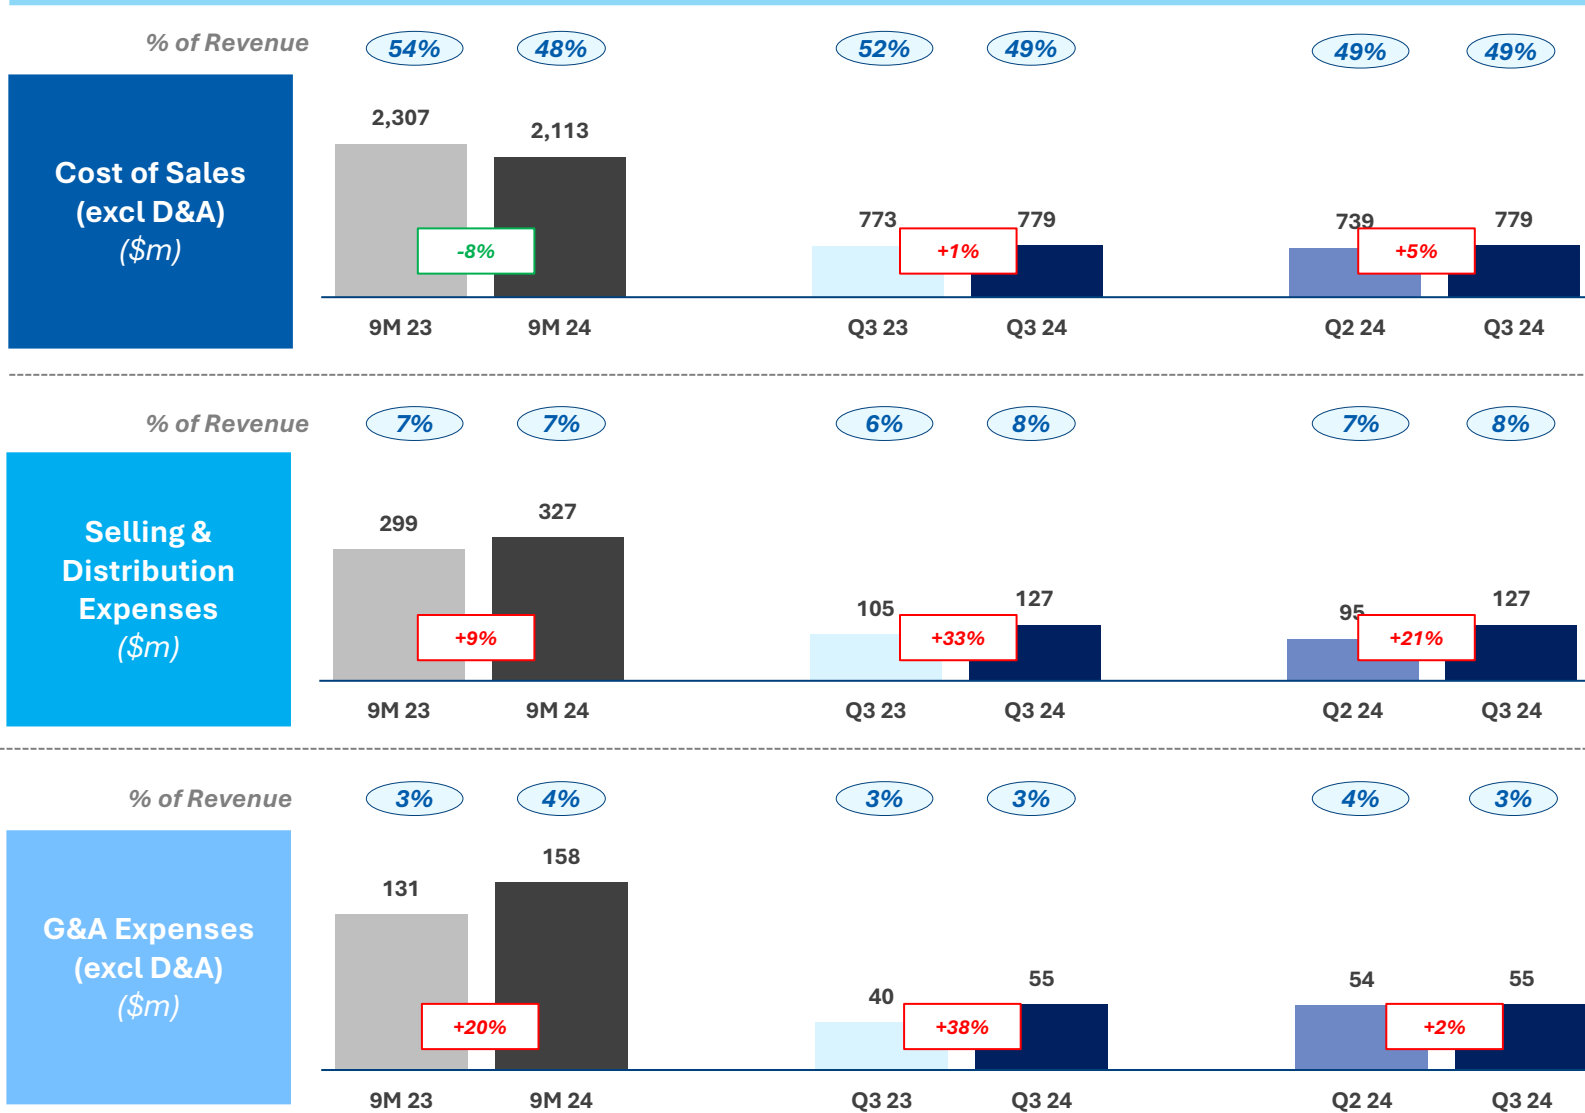 % of Revenue 54% 48% 52% 49% 49% 49%
Cost of Sales
(excl D&A)
($m)
2,307 2,113 773 779 739 779
-8% +1% +5%
9M 23 9M 24 Q3 23 Q3 24 Q2 24 Q3 24
% of Revenue 7% 7% 6% 8% 7% 8%
Selling &
Distribution
Expenses
($m)
299 327 105 127 95 127
+9% +33% +21%
9M 23 9M 24 Q3 23 Q3 24 Q2 24 Q3 24
% of Revenue 3% 4% 3% 3% 4% 3%
G&A Expenses
(excl D&A)
($m)
131 158 40 55 54 55
+20% +38% +2%
9M 23 9M 24 Q3 23 Q3 24 Q2 24 Q3 24